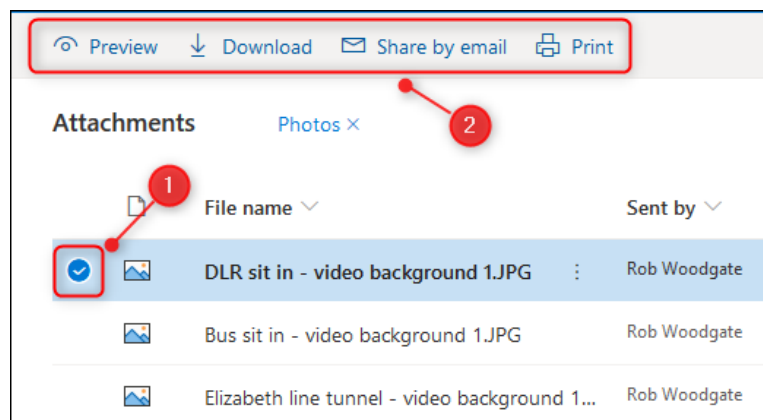 Preview Download Share by email Print
Attachments Photos ×
2
1
File name Sent by
DLR sit in - video background 1.JPG Rob Woodgate
Bus sit in - video background 1.JPG Rob Woodgate
Elizabeth line tunnel - video background 1... Rob Woodgate